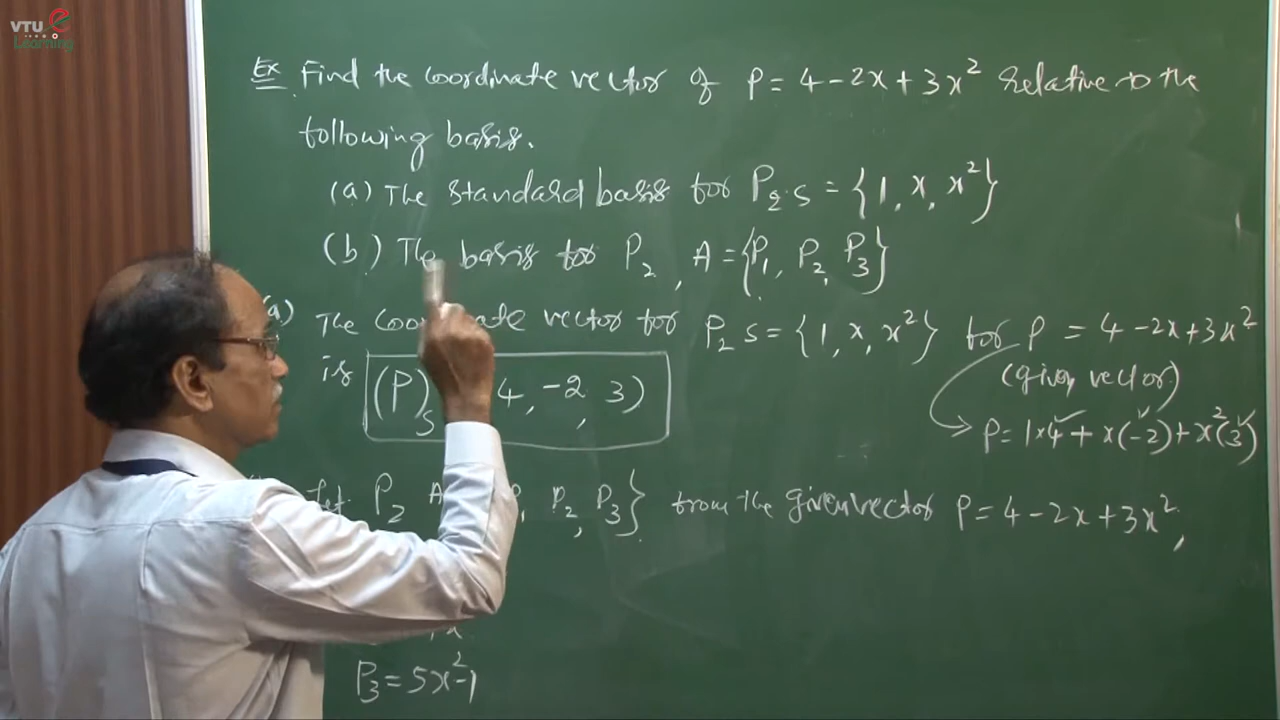 VTU e Learning
Ex Find the coordinate vector of P = 4 - 2x + 3x² relative to the
following basis.
(a) The standard basis for P₂ S = {1, x, x²}
(b) The basis for P₂, A = {P₁, P₂, P₃}
(a) The coordinate vector for P₂ S = {1, x, x²} for P = 4 - 2x + 3x²
is (P)s 4, -2, 3) (given vector)
P = 1×4 + x(-2) + x²(3)
Let P₂ A P₂, P₃} from the given vector P = 4 - 2x + 3x²,
P₃ = 5x² - 1